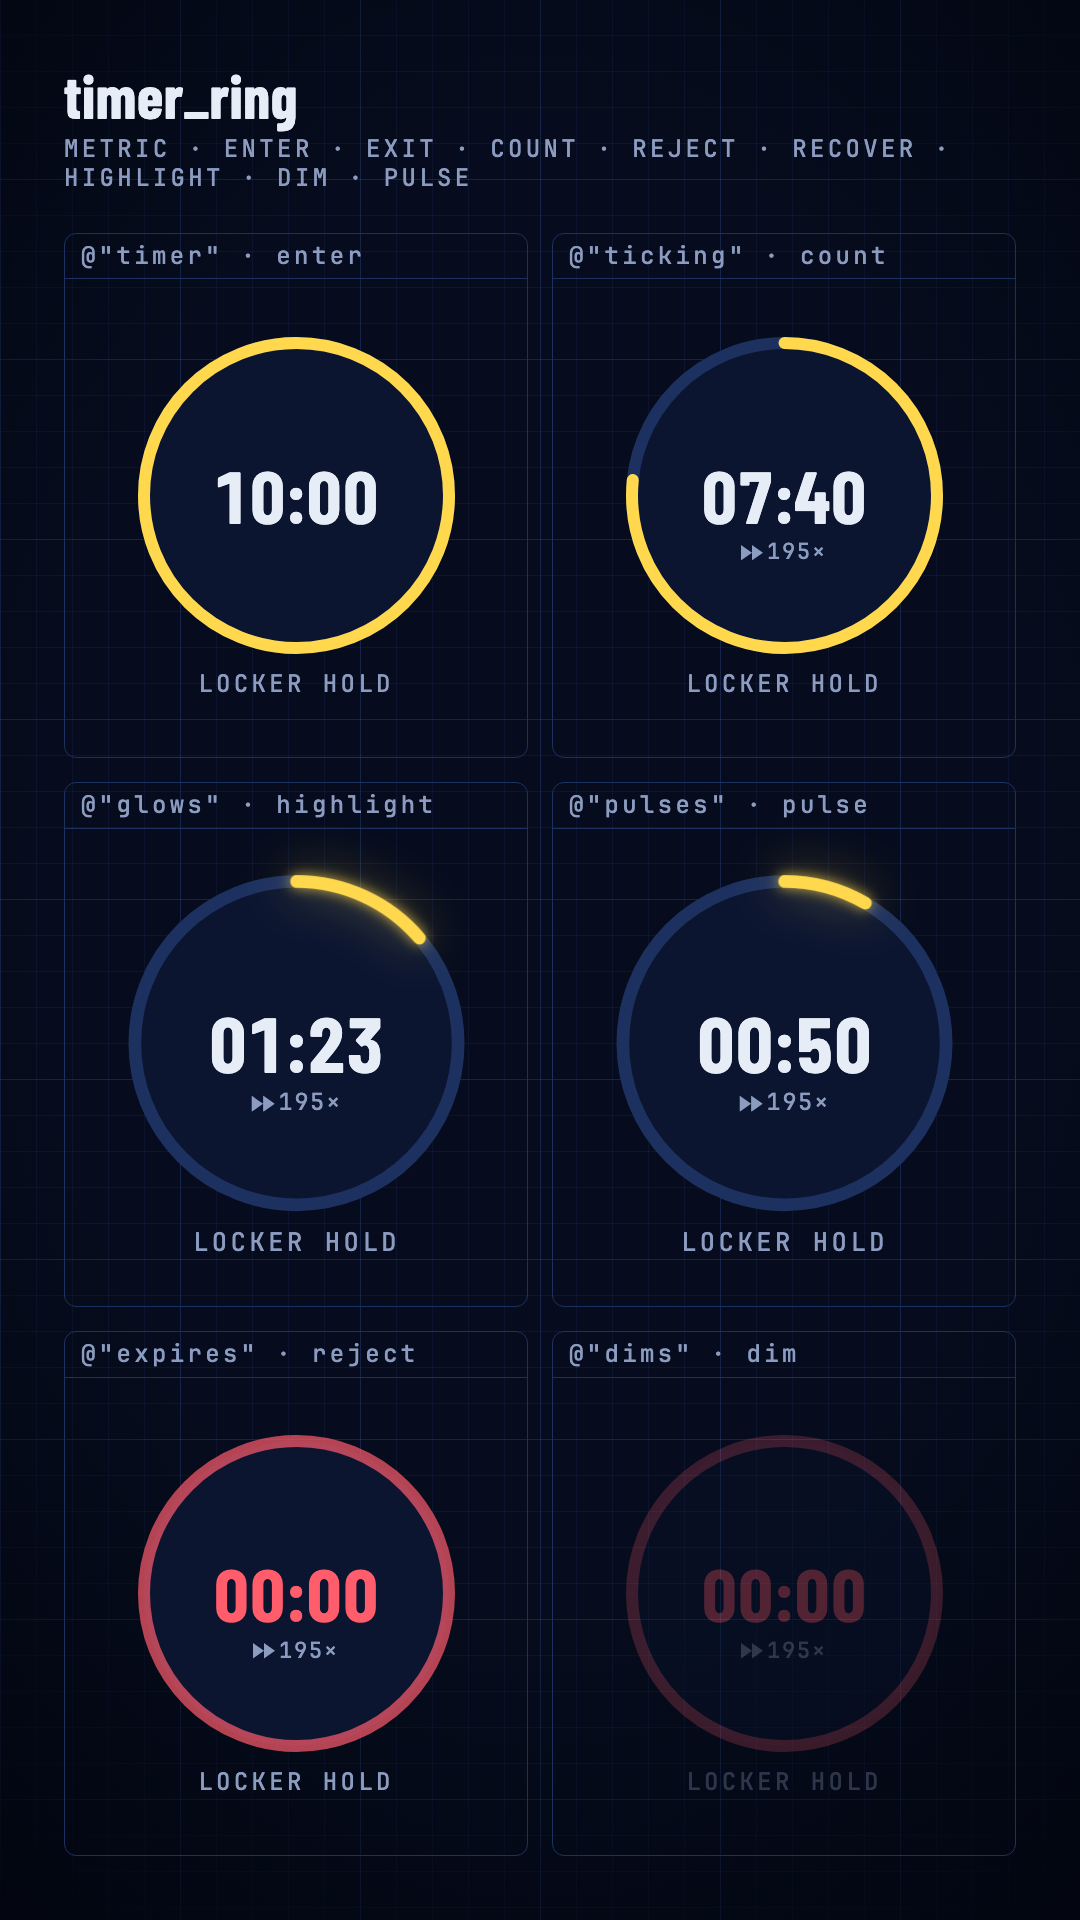 timer_ring
METRIC · ENTER · EXIT · COUNT · REJECT · RECOVER ·
HIGHLIGHT · DIM · PULSE
@"timer" · enter
10:00
LOCKER HOLD
@"ticking" · count
07:40
195×
LOCKER HOLD
@"glows" · highlight
01:23
195×
LOCKER HOLD
@"pulses" · pulse
00:50
195×
LOCKER HOLD
@"expires" · reject
00:00
195×
LOCKER HOLD
@"dims" · dim
00:00
195×
LOCKER HOLD